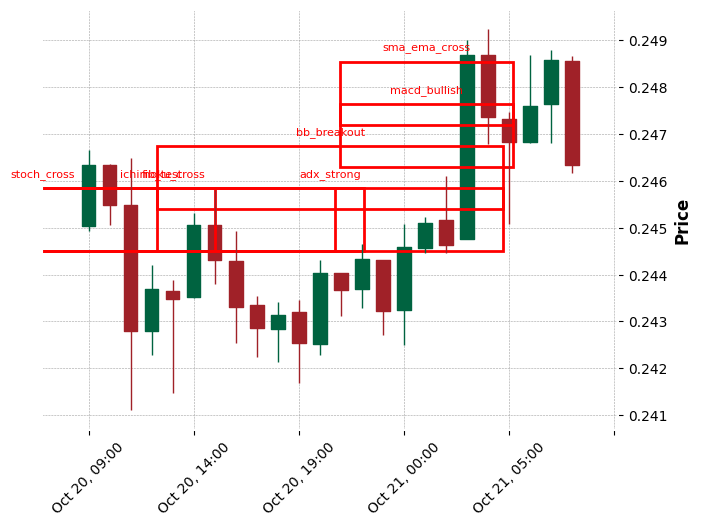 sma_ema_cross
macd_bullish
bb_breakout
stoch_cross
adx_strong
0.249
0.248
0.247
0.246
0.245
0.244
0.243
0.242
0.241
Price
Oct 20, 09:00
Oct 20, 14:00
Oct 20, 19:00
Oct 21, 00:00
Oct 21, 05:00